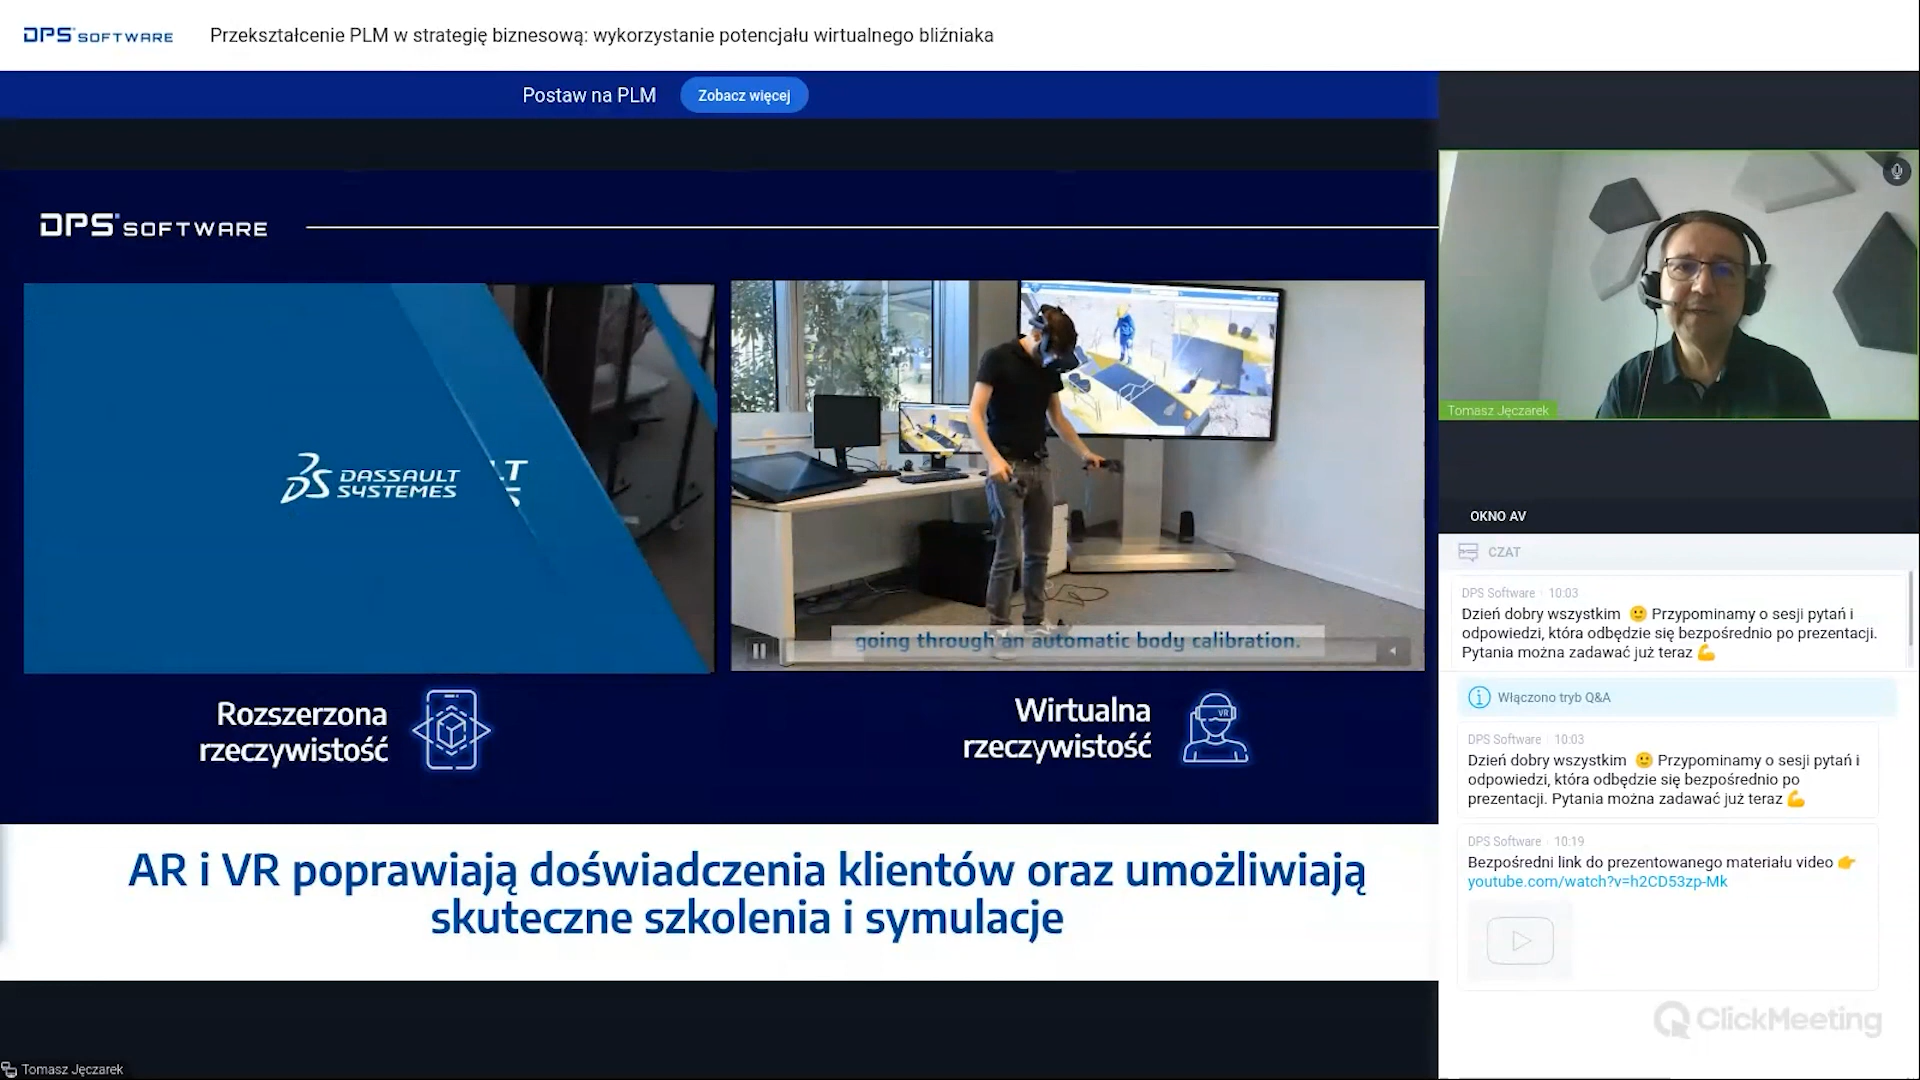 DPS SOFTWARE
Przekształcenie PLM w strategię biznesową: wykorzystanie potencjału wirtualnego bliźniaka
Postaw na PLM
Zobacz więcej
DPS SOFTWARE
DASSAULT
SYSTEMES
going through an automatic body calibration.
Rozszerzona
rzeczywistość
Wirtualna
rzeczywistość
VR
AR i VR poprawiają doświadczenia klientów oraz umożliwiają
skuteczne szkolenia i symulacje
Tomasz Jęczarek
Tomasz Jęczarek
OKNO AV
CZAT
DPS Software · 10:03
Dzień dobry wszystkim 🙂 Przypominamy o sesji pytań i
odpowiedzi, która odbędzie się bezpośrednio po prezentacji.
Pytania można zadawać już teraz 💪
Włączono tryb Q&A
DPS Software · 10:03
Dzień dobry wszystkim 🙂 Przypominamy o sesji pytań i
odpowiedzi, która odbędzie się bezpośrednio po
prezentacji. Pytania można zadawać już teraz 💪
DPS Software · 10:19
Bezpośredni link do prezentowanego materiału video 👉
youtube.com/watch?v=h2CD53zp-Mk
ClickMeeting